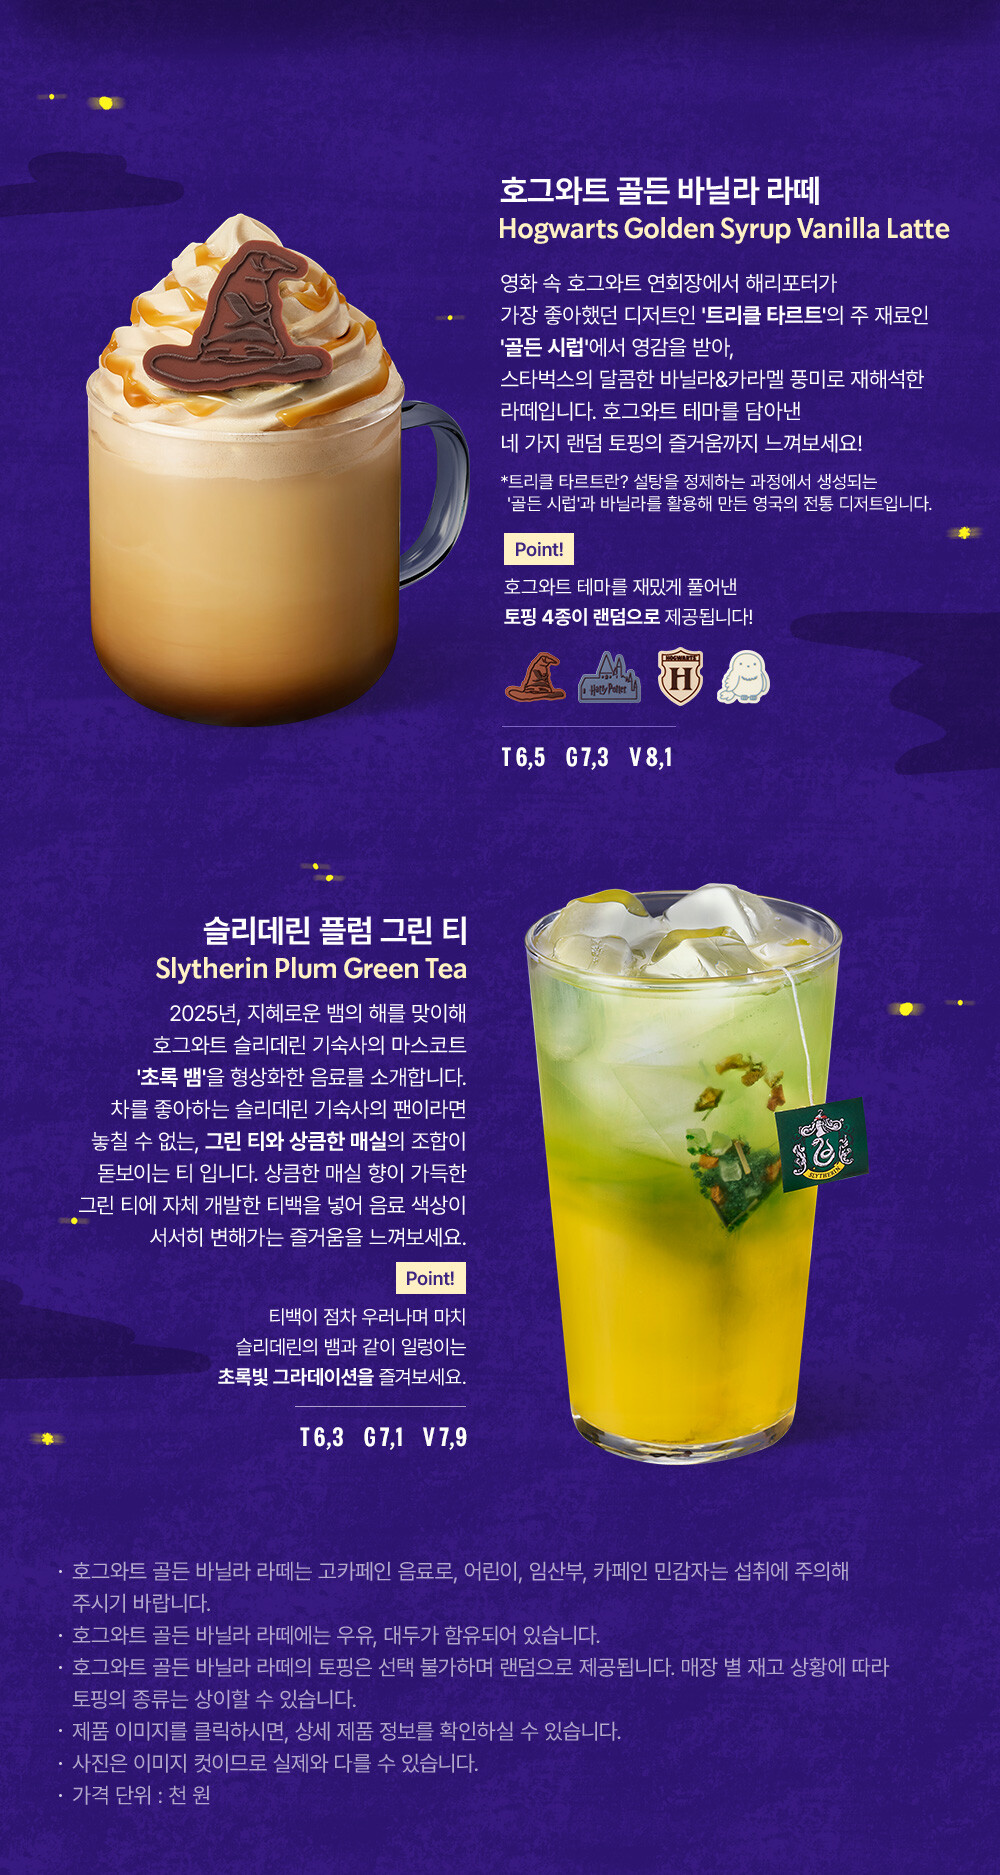 호그와트 골든 바닐라 라떼
Hogwarts Golden Syrup Vanilla Latte
영화 속 호그와트 연회장에서 해리포터가
가장 좋아했던 디저트인 '트리클 타르트'의 주 재료인
'골든 시럽'에서 영감을 받아,
스타벅스의 달콤한 바닐라&카라멜 풍미로 재해석한
라떼입니다. 호그와트 테마를 담아낸
네 가지 랜덤 토핑의 즐거움까지 느껴보세요!
*트리클 타르트란? 설탕을 정제하는 과정에서 생성되는
'골든 시럽'과 바닐라를 활용해 만든 영국의 전통 디저트입니다.
Point!
호그와트 테마를 재밌게 풀어낸
토핑 4종이 랜덤으로 제공됩니다!
Harry Potter
HOGWARTS
H
T 6,5 G 7,3 V 8,1
슬리데린 플럼 그린 티
Slytherin Plum Green Tea
2025년, 지혜로운 뱀의 해를 맞이해
호그와트 슬리데린 기숙사의 마스코트
'초록 뱀'을 형상화한 음료를 소개합니다.
차를 좋아하는 슬리데린 기숙사의 팬이라면
놓칠 수 없는, 그린 티와 상큼한 매실의 조합이
돋보이는 티 입니다. 상큼한 매실 향이 가득한
그린 티에 자체 개발한 티백을 넣어 음료 색상이
서서히 변해가는 즐거움을 느껴보세요.
Point!
티백이 점차 우러나며 마치
슬리데린의 뱀과 같이 일렁이는
초록빛 그라데이션을 즐겨보세요.
T 6,3 G 7,1 V 7,9
SLYTHERIN
· 호그와트 골든 바닐라 라떼는 고카페인 음료로, 어린이, 임산부, 카페인 민감자는 섭취에 주의해
주시기 바랍니다.
· 호그와트 골든 바닐라 라떼에는 우유, 대두가 함유되어 있습니다.
· 호그와트 골든 바닐라 라떼의 토핑은 선택 불가하며 랜덤으로 제공됩니다. 매장 별 재고 상황에 따라
토핑의 종류는 상이할 수 있습니다.
· 제품 이미지를 클릭하시면, 상세 제품 정보를 확인하실 수 있습니다.
· 사진은 이미지 컷이므로 실제와 다를 수 있습니다.
· 가격 단위 : 천 원